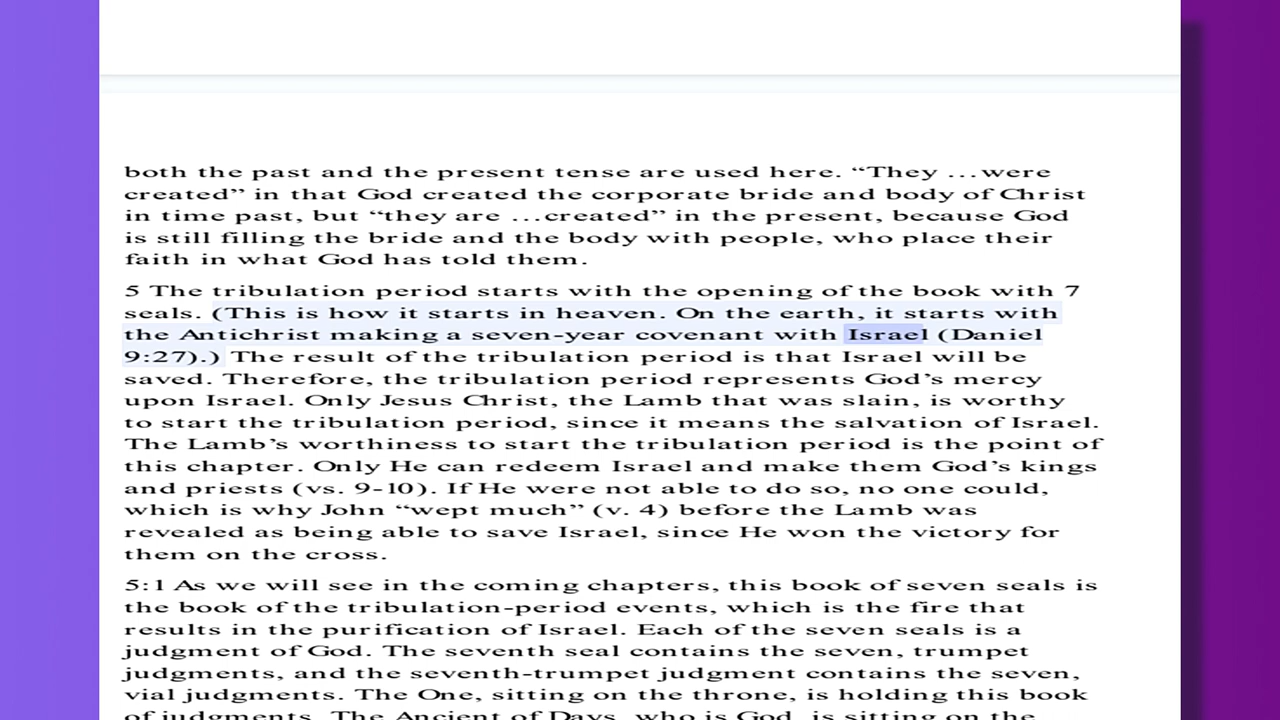 both the past and the present tense are used here. “They …were
created” in that God created the corporate bride and body of Christ
in time past, but “they are …created” in the present, because God
is still filling the bride and the body with people, who place their
faith in what God has told them.
5 The tribulation period starts with the opening of the book with 7
seals. (This is how it starts in heaven. On the earth, it starts with
the Antichrist making a seven-year covenant with Israel (Daniel
9:27).) The result of the tribulation period is that Israel will be
saved. Therefore, the tribulation period represents God’s mercy
upon Israel. Only Jesus Christ, the Lamb that was slain, is worthy
to start the tribulation period, since it means the salvation of Israel.
The Lamb’s worthiness to start the tribulation period is the point of
this chapter. Only He can redeem Israel and make them God’s kings
and priests (vs. 9-10). If He were not able to do so, no one could,
which is why John “wept much” (v. 4) before the Lamb was
revealed as being able to save Israel, since He won the victory for
them on the cross.
5:1 As we will see in the coming chapters, this book of seven seals is
the book of the tribulation-period events, which is the fire that
results in the purification of Israel. Each of the seven seals is a
judgment of God. The seventh seal contains the seven, trumpet
judgments, and the seventh-trumpet judgment contains the seven,
vial judgments. The One, sitting on the throne, is holding this book
of judgments. The Ancient of Days, who is God, is sitting on the